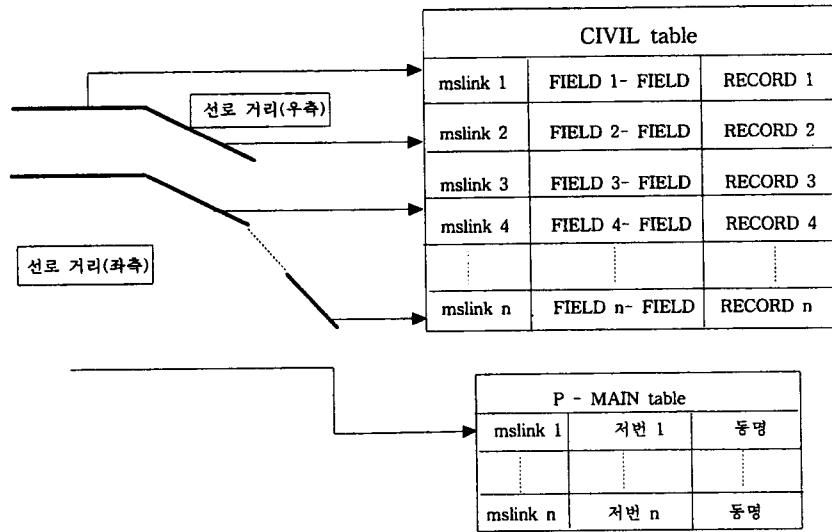 CIVIL table
mslink 1 FIELD 1- FIELD RECORD 1
선로 거리(우측)
mslink 2 FIELD 2- FIELD RECORD 2
mslink 3 FIELD 3- FIELD RECORD 3
mslink 4 FIELD 4- FIELD RECORD 4
선로 거리(좌측)
mslink n FIELD n- FIELD RECORD n
P - MAIN table
mslink 1 저번 1 동명
mslink n 저번 n 동명